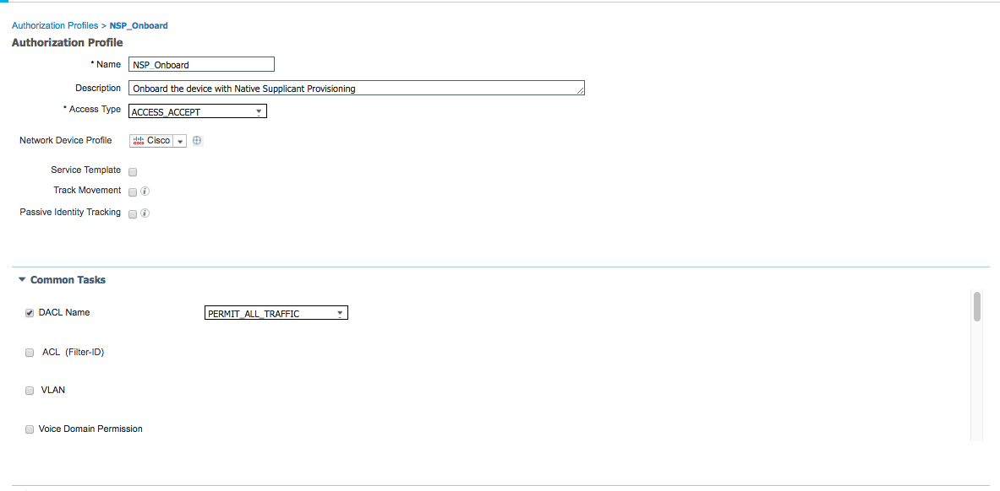 Authorization Profiles > NSP_Onboard
Authorization Profile
* Name NSP_Onboard
Description Onboard the device with Native Supplicant Provisioning
* Access Type ACCESS_ACCEPT
Network Device Profile Cisco
Service Template
Track Movement
Passive Identity Tracking
Common Tasks
DACL Name PERMIT_ALL_TRAFFIC
ACL (Filter-ID)
VLAN
Voice Domain Permission